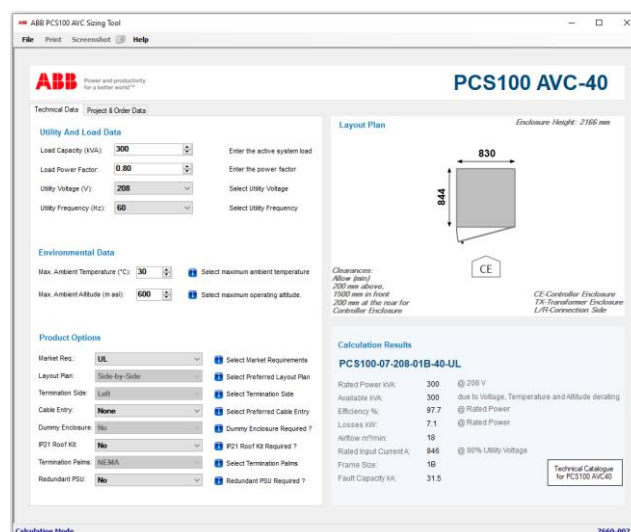 ABB PCS100 AVC Sizing Tool
File Print Screenshot Help
ABB Power and productivity for a better world™
PCS100 AVC-40
Technical Data Project & Order Data
Utility And Load Data
Load Capacity (kVA): 300 Enter the active system load
Load Power Factor: 0.80 Enter the power factor
Utility Voltage (V): 208 Select Utility Voltage
Utility Frequency (Hz): 60 Select Utility Frequency
Environmental Data
Max. Ambient Temperature (°C): 30 Select maximum ambient temperature
Max. Ambient Altitude (m asl): 600 Select maximum operating altitude.
Product Options
Market Req.: UL Select Market Requirements
Layout Plan: Side-by-Side Select Preferred Layout Plan
Termination Side: Left Select Termination Side
Cable Entry: None Select Preferred Cable Entry
Dummy Enclosure: No Dummy Enclosure Required ?
IP21 Roof Kit: No IP21 Roof Kit Required ?
Termination Palms: NEMA Select Termination Palms
Redundant PSU: No Redundant PSU Required ?
Layout Plan
Enclosure Height: 2166 mm
830
844
CE
Clearances:
Allow (min)
200 mm above,
1500 mm in front
200 mm at the rear for
Controller Enclosure
CE-Controller Enclosure
TX-Transformer Enclosure
L/R-Connection Side
Calculation Results
PCS100-07-208-01B-40-UL
Rated Power kVA: 300 @ 208 V
Available kVA: 300 due to Voltage, Temperature and Altitude derating
Efficiency %: 97.7 @ Rated Power
Losses kW: 7.1 @ Rated Power
Airflow m³/min: 18
Rated Input Current A: 946 @ 90% Utility Voltage
Frame Size: 1B
Fault Capacity kA: 31.5
Technical Catalogue
for PCS100 AVC40
Calculation Mode 7660-007